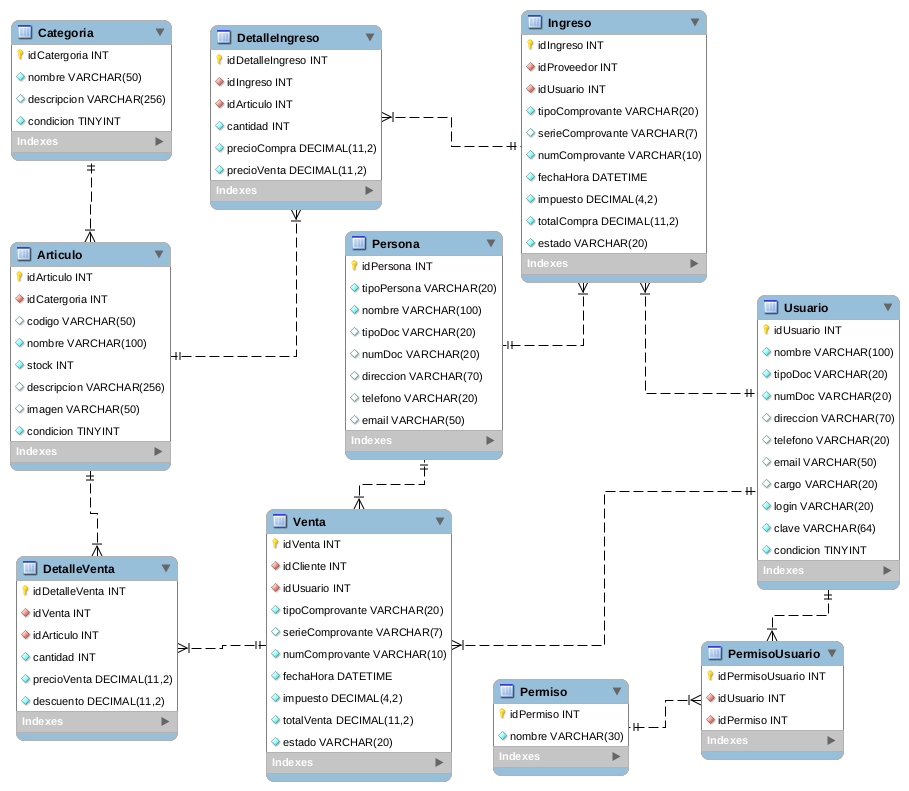 Categoria
idCatergoria INT
nombre VARCHAR(50)
descripcion VARCHAR(256)
condicion TINYINT
Indexes
DetalleIngreso
idDetalleIngreso INT
idIngreso INT
idArticulo INT
cantidad INT
precioCompra DECIMAL(11,2)
precioVenta DECIMAL(11,2)
Indexes
Ingreso
idIngreso INT
idProveedor INT
idUsuario INT
tipoComprovante VARCHAR(20)
serieComprovante VARCHAR(7)
numComprovante VARCHAR(10)
fechaHora DATETIME
impuesto DECIMAL(4,2)
totalCompra DECIMAL(11,2)
estado VARCHAR(20)
Indexes
Articulo
idArticulo INT
idCatergoria INT
codigo VARCHAR(50)
nombre VARCHAR(100)
stock INT
descripcion VARCHAR(256)
imagen VARCHAR(50)
condicion TINYINT
Indexes
Persona
idPersona INT
tipoPersona VARCHAR(20)
nombre VARCHAR(100)
tipoDoc VARCHAR(20)
numDoc VARCHAR(20)
direccion VARCHAR(70)
telefono VARCHAR(20)
email VARCHAR(50)
Indexes
Usuario
idUsuario INT
nombre VARCHAR(100)
tipoDoc VARCHAR(20)
numDoc VARCHAR(20)
direccion VARCHAR(70)
telefono VARCHAR(20)
email VARCHAR(50)
cargo VARCHAR(20)
login VARCHAR(20)
clave VARCHAR(64)
condicion TINYINT
Indexes
DetalleVenta
idDetalleVenta INT
idVenta INT
idArticulo INT
cantidad INT
precioVenta DECIMAL(11,2)
descuento DECIMAL(11,2)
Indexes
Venta
idVenta INT
idCliente INT
idUsuario INT
tipoComprovante VARCHAR(20)
serieComprovante VARCHAR(7)
numComprovante VARCHAR(10)
fechaHora DATETIME
impuesto DECIMAL(4,2)
totalVenta DECIMAL(11,2)
estado VARCHAR(20)
Indexes
Permiso
idPermiso INT
nombre VARCHAR(30)
Indexes
PermisoUsuario
idPermisoUsuario INT
idUsuario INT
idPermiso INT
Indexes